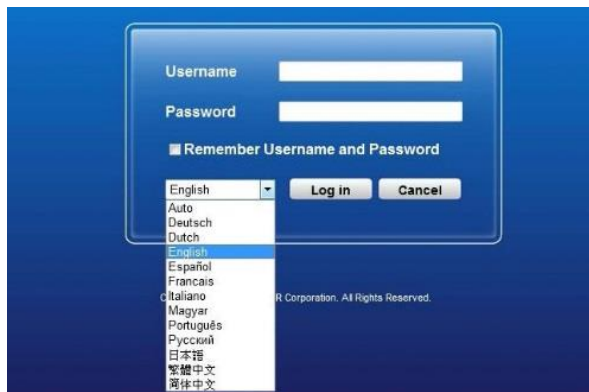 Username
Password
Remember Username and Password
English
Log in
Cancel
Auto
Deutsch
Dutch
English
Español
Francais
Italiano
Magyar
Português
Русский
日本語
繁體中文
简体中文
R Corporation. All Rights Reserved.